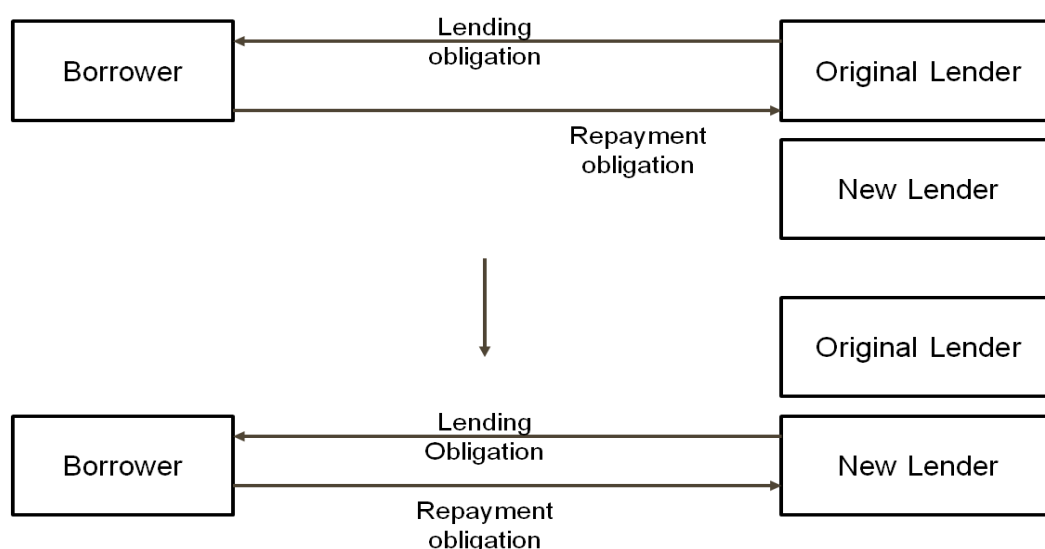 Lending
obligation
Borrower
Original Lender
Repayment
obligation
New Lender
Original Lender
Lending
Obligation
Borrower
New Lender
Repayment
obligation